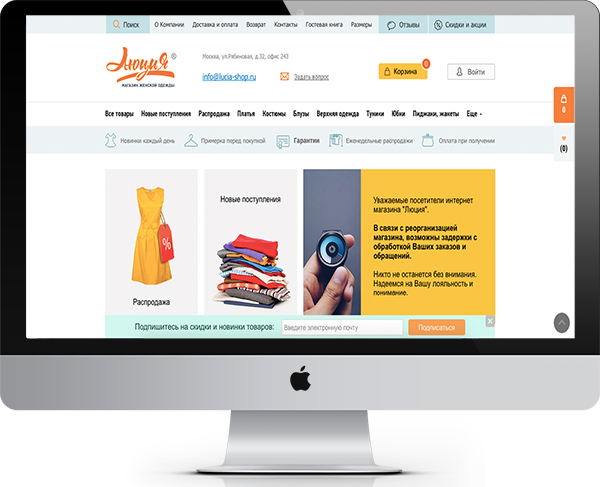 Поиск О Компании Доставка и оплата Возврат Контакты Гостевая книга Размеры Отзывы Скидки и акции
Люция ®
МАГАЗИН ЖЕНСКОЙ ОДЕЖДЫ
Москва, ул.Рябиновая, д.32, офис 243
info@lucia-shop.ru Задать вопрос
Корзина 0 Войти
Все товары Новые поступления Распродажа Платья Костюмы Блузы Верхняя одежда Туники Юбки Пиджаки, жакеты Еще
0
(0)
Новинки каждый день Примерка перед покупкой Гарантии Еженедельные распродажи Оплата при получении
%
Распродажа
Новые поступления
Уважаемые посетители интернет
магазина "Люция".
В связи с реорганизацией
магазина, возможны задержки с
обработкой Ваших заказов и
обращений.
Никто не останется без внимания.
Надеемся на Вашу лояльность и
понимание.
Подпишитесь на скидки и новинки товаров: Введите электронную почту Подписаться